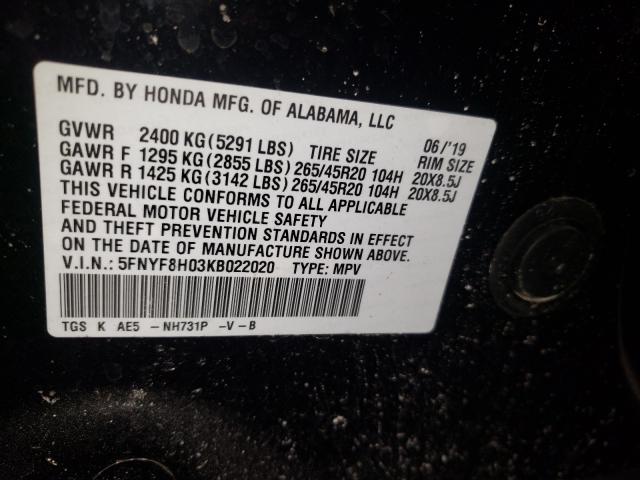 MFD. BY HONDA MFG. OF ALABAMA, LLC
GVWR 2400 KG(5291 LBS) TIRE SIZE 06/'19 RIM SIZE
GAWR F 1295 KG(2855 LBS) 265/45R20 104H 20X8.5J
GAWR R 1425 KG(3142 LBS) 265/45R20 104H 20X8.5J
THIS VEHICLE CONFORMS TO ALL APPLICABLE
FEDERAL MOTOR VEHICLE SAFETY
AND THEFT PREVENTION STANDARDS IN EFFECT
ON THE DATE OF MANUFACTURE SHOWN ABOVE.
V.I.N.: 5FNYF8H03KB022020 TYPE: MPV
TGS K AE5 -NH731P -V-B